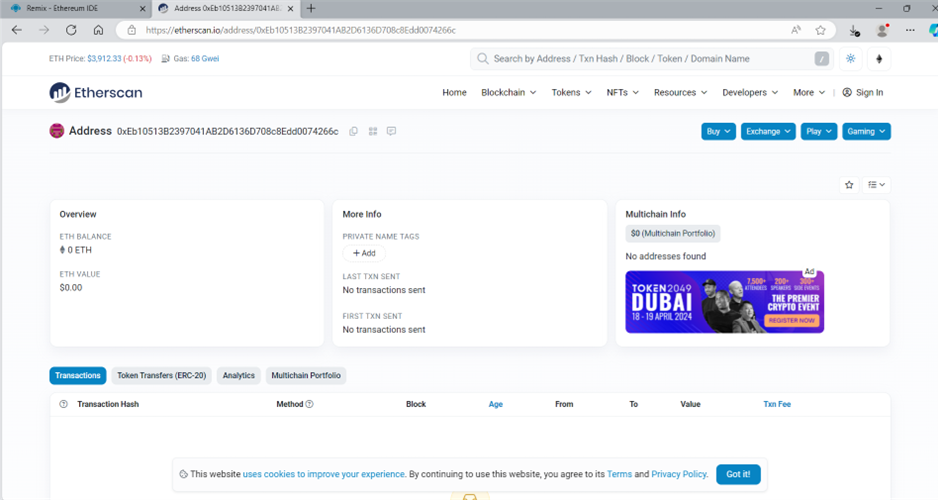 Remix - Ethereum IDE
Address 0xEb10513B2397041AB2
https://etherscan.io/address/0xEb10513B2397041AB2D6136D708c8Edd0074266c
ETH Price: $3,912.33 (-0.13%) Gas: 68 Gwei
Search by Address / Txn Hash / Block / Token / Domain Name /
Etherscan
Home Blockchain Tokens NFTs Resources Developers More Sign In
Address 0xEb10513B2397041AB2D6136D708c8Edd0074266c
Buy Exchange Play Gaming
Overview
ETH BALANCE
0 ETH
ETH VALUE
$0.00
More Info
PRIVATE NAME TAGS
+ Add
LAST TXN SENT
No transactions sent
FIRST TXN SENT
No transactions sent
Multichain Info
$0 (Multichain Portfolio)
No addresses found
Ad
TOKEN2049
DUBAI
18 - 19 APRIL 2024
7,500+ 200+ 300+
ATTENDEES SPEAKERS SIDE EVENTS
THE PREMIER
CRYPTO EVENT
REGISTER NOW
Transactions Token Transfers (ERC-20) Analytics Multichain Portfolio
Transaction Hash Method Block Age From To Value Txn Fee
This website uses cookies to improve your experience. By continuing to use this website, you agree to its Terms and Privacy Policy. Got it!